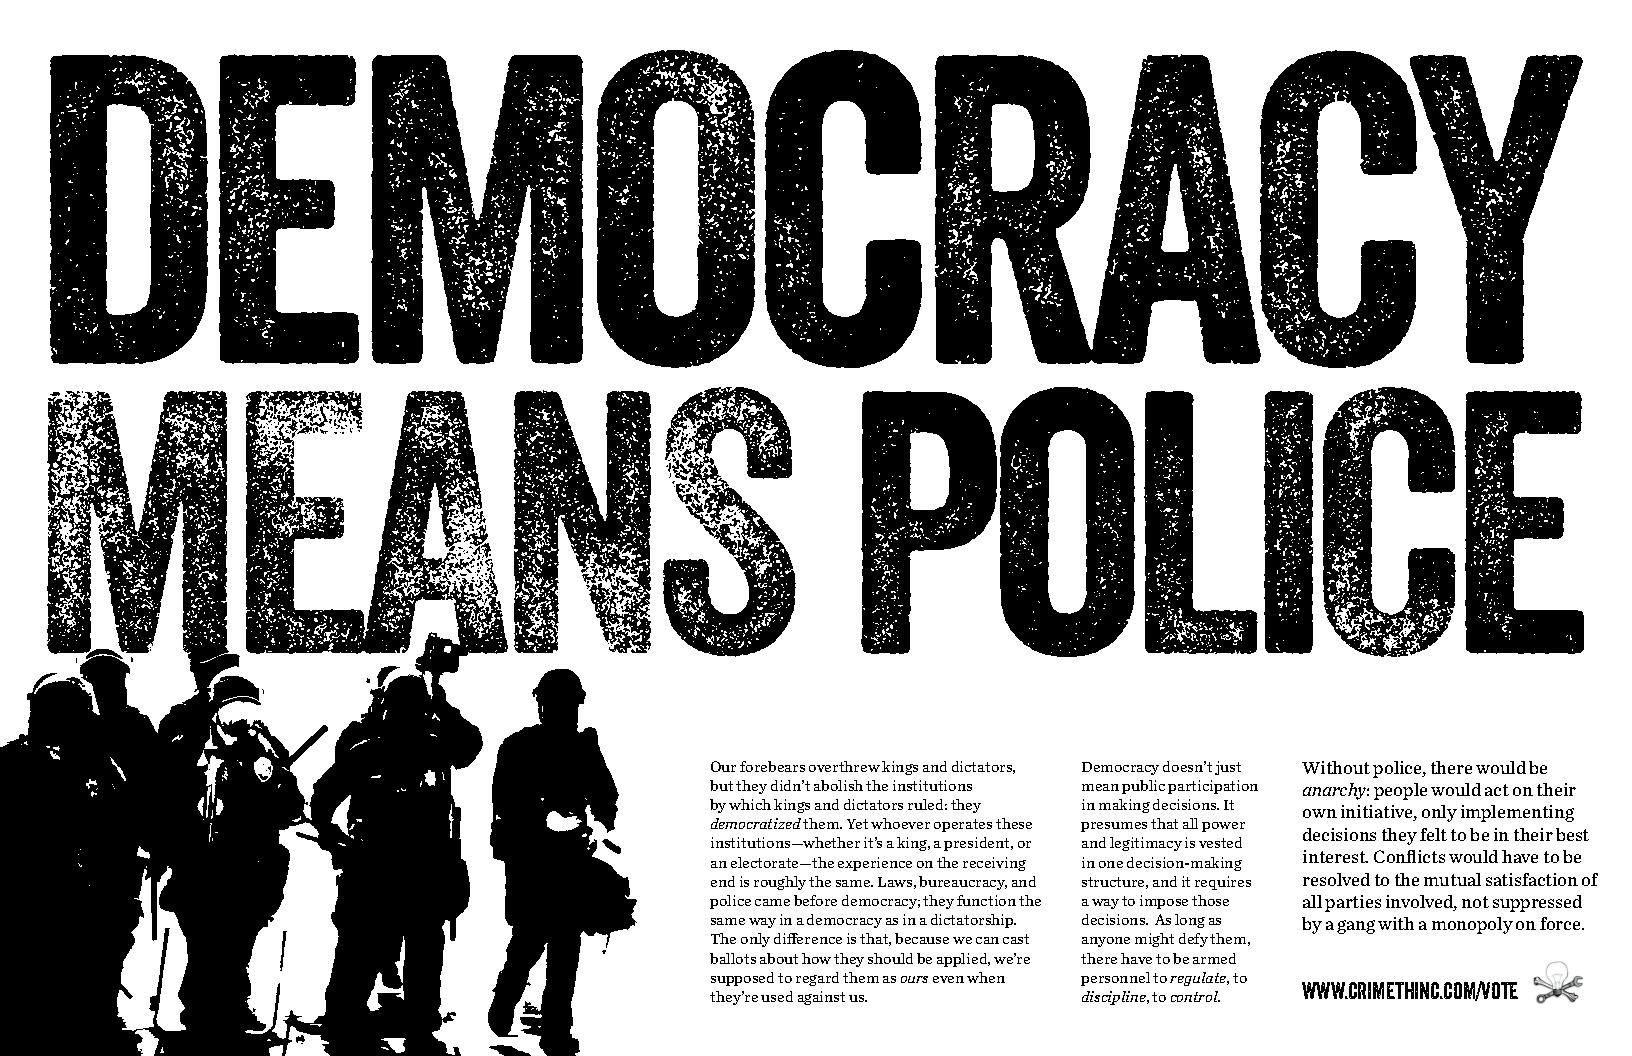 DEMOCRACY
MEANS POLICE
Our forebears overthrew kings and dictators,
but they didn't abolish the institutions
by which kings and dictators ruled: they
democratized them. Yet whoever operates these
institutions—whether it's a king, a president, or
an electorate—the experience on the receiving
end is roughly the same. Laws, bureaucracy, and
police came before democracy; they function the
same way in a democracy as in a dictatorship.
The only difference is that, because we can cast
ballots about how they should be applied, we're
supposed to regard them as ours even when
they're used against us.
Democracy doesn't just
mean public participation
in making decisions. It
presumes that all power
and legitimacy is vested
in one decision-making
structure, and it requires
a way to impose those
decisions. As long as
anyone might defy them,
there have to be armed
personnel to regulate, to
discipline, to control.
Without police, there would be
anarchy: people would act on their
own initiative, only implementing
decisions they felt to be in their best
interest. Conflicts would have to be
resolved to the mutual satisfaction of
all parties involved, not suppressed
by a gang with a monopoly on force.
WWW.CRIMETHINC.COM/VOTE